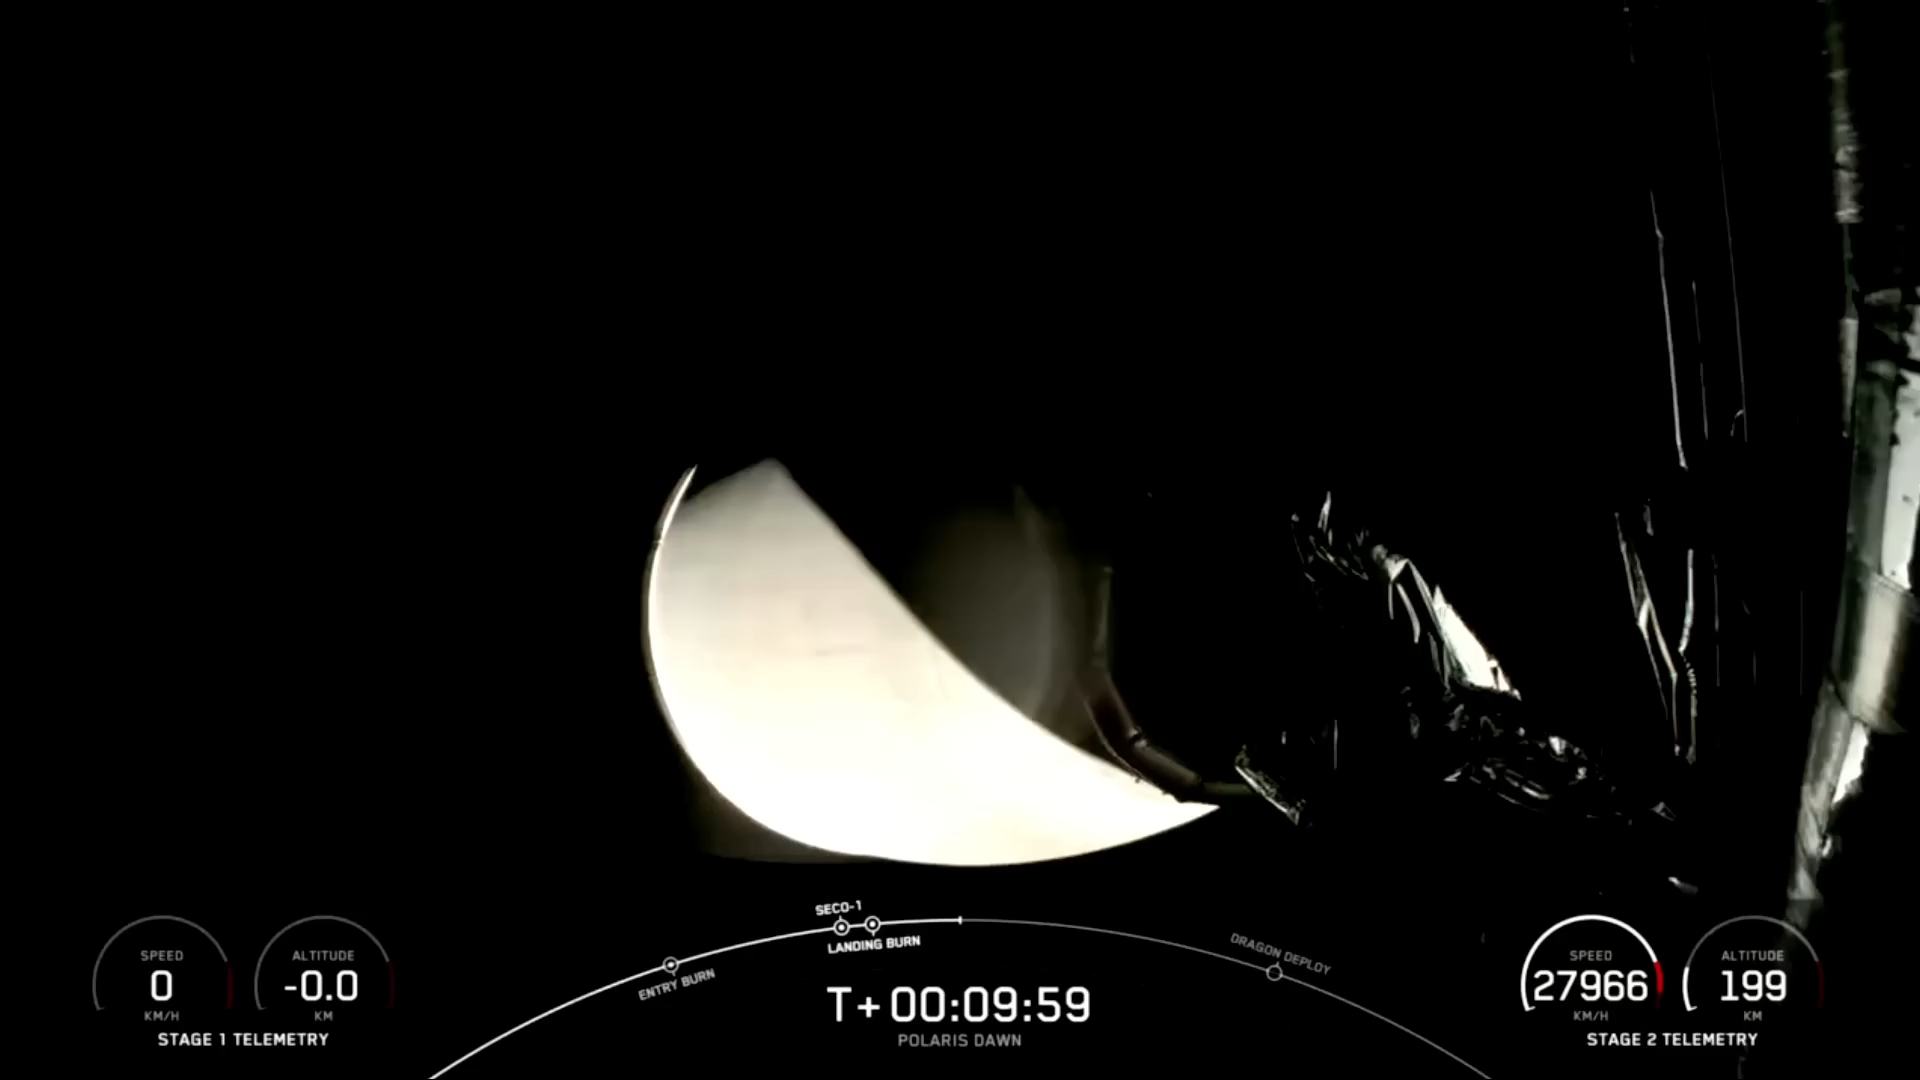 SECO-1
LANDING BURN
ENTRY BURN
DRAGON DEPLOY
SPEED
0
KM/H
ALTITUDE
-0.0
KM
STAGE 1 TELEMETRY
T+00:09:59
POLARIS DAWN
SPEED
27966
KM/H
ALTITUDE
199
KM
STAGE 2 TELEMETRY